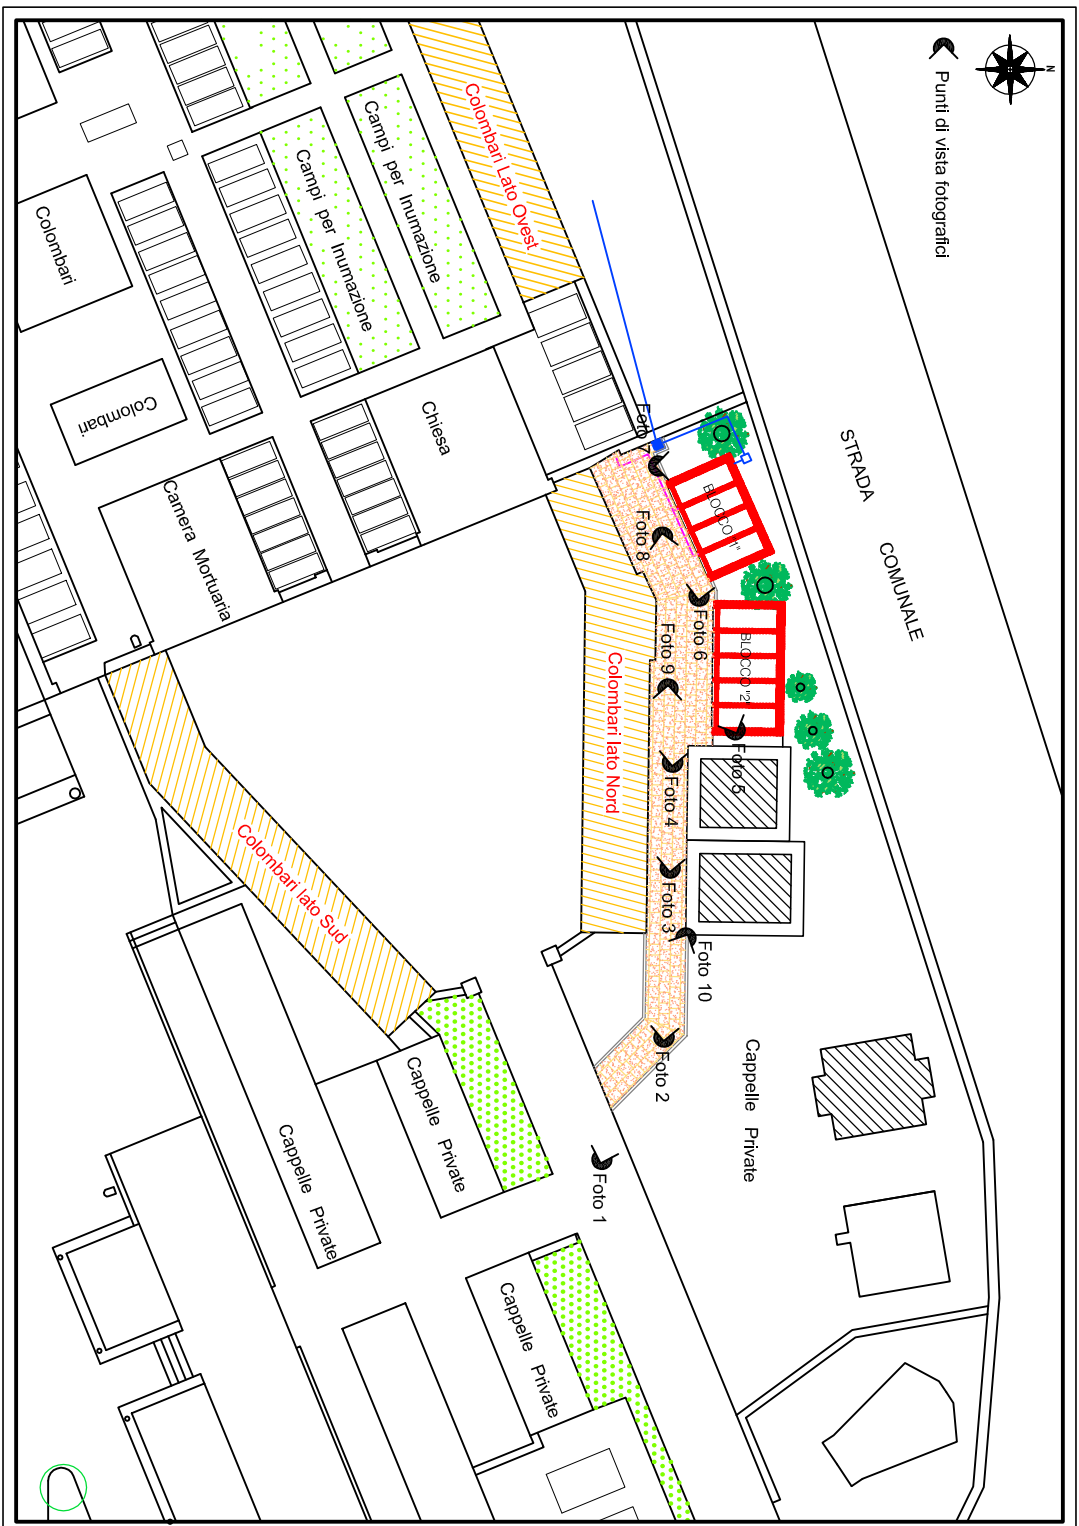 N
Punti di vista fotografici
STRADA COMUNALE
Colombari Lato Ovest
Campi per Inumazione
Campi per Inumazione
Colombari
Colombari
Chiesa
Camera Mortuaria
Foto 7
BLOCCO "1"
Foto 8
Foto 6
BLOCCO "2"
Foto 9
Foto 5
Foto 4
Foto 3
Foto 10
Foto 2
Foto 1
Colombari lato Nord
Colombari lato Sud
Cappelle Private
Cappelle Private
Cappelle Private
Cappelle Private